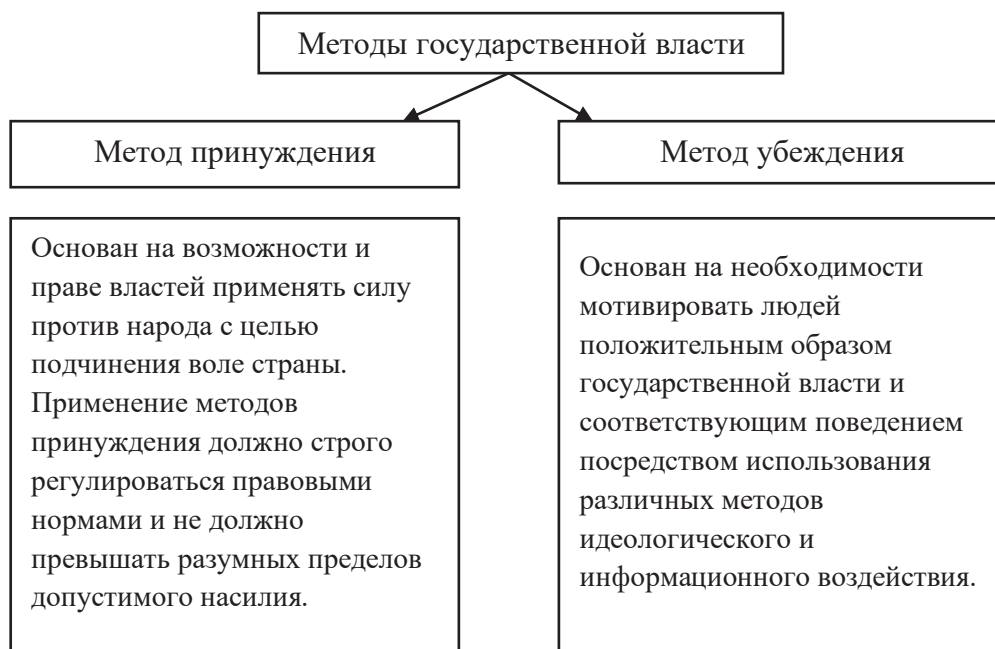 Методы государственной власти
Метод принуждения
Метод убеждения
Основан на возможности и
праве властей применять силу
против народа с целью
подчинения воле страны.
Применение методов
принуждения должно строго
регулироваться правовыми
нормами и не должно
превышать разумных пределов
допустимого насилия.
Основан на необходимости
мотивировать людей
положительным образом
государственной власти и
соответствующим поведением
посредством использования
различных методов
идеологического и
информационного воздействия.